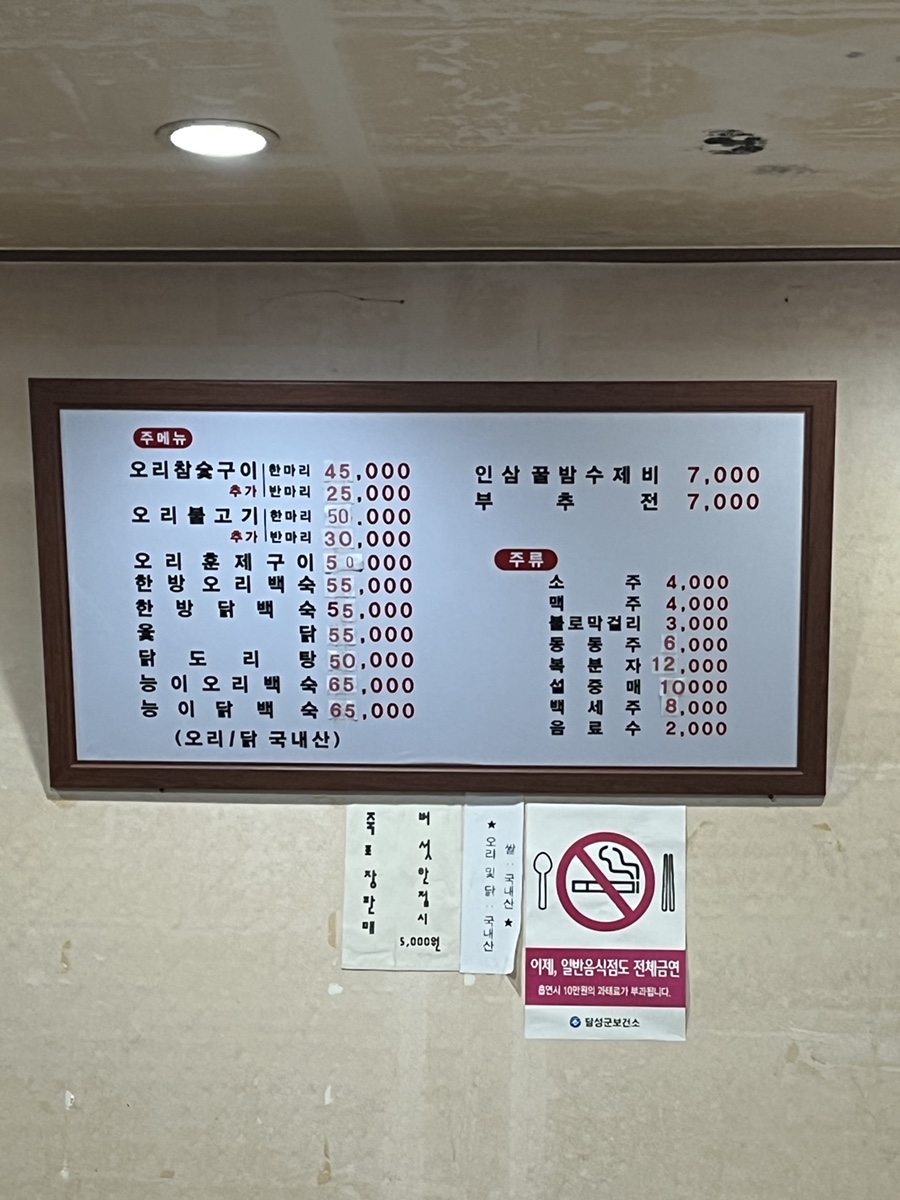 주메뉴
오리참숯구이 한마리 45,000
추가 반마리 25,000
오리불고기 한마리 50,000
추가 반마리 30,000
오리훈제구이 50,000
한방오리백숙 55,000
한방닭백숙 55,000
옻닭 55,000
닭도리탕 50,000
능이오리백숙 65,000
능이닭백숙 65,000
(오리/닭 국내산)
인삼꿀밤수제비 7,000
부추전 7,000
주류
소주 4,000
맥주 4,000
불로막걸리 3,000
동동주 6,000
복분자 12,000
설중매 10000
백세주 8,000
음료수 2,000
버섯한접시
5,000원
죽포장판매
쌀:국내산★
★오리 및 닭:국내산
이제, 일반음식점도 전체금연
흡연시 10만원의 과태료가 부과됩니다.
달성군보건소